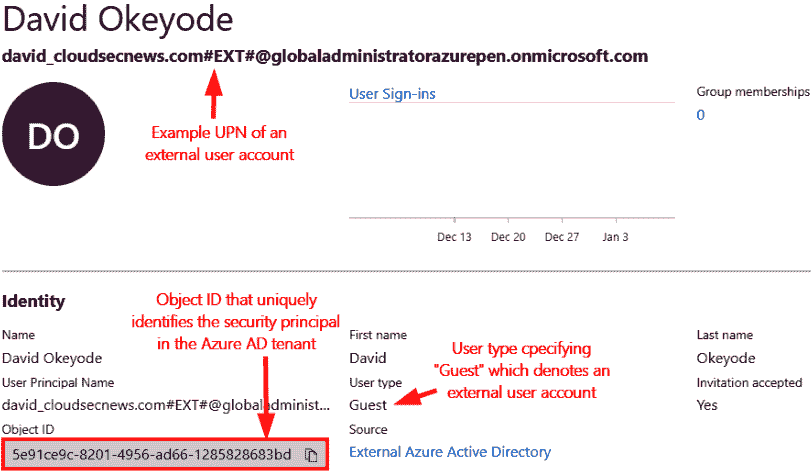 David Okeyode
david_cloudsecnews.com#EXT#@globaladministratorazurepen.onmicrosoft.com
DO
Example UPN of an
external user account
User Sign-ins
Dec 13
Dec 20
Dec 27
Jan 3
Group memberships
0
Identity
Object ID that uniquely
identifies the security principal
in the Azure AD tenant
Name
David Okeyode
First name
David
Last name
Okeyode
User Principal Name
david_cloudsecnews.com#EXT#@globaladminist...
User type
Guest
User type cpecifying
"Guest" which denotes an
external user account
Invitation accepted
Yes
Object ID
5e91ce9c-8201-4956-ad66-1285828683bd
Source
External Azure Active Directory